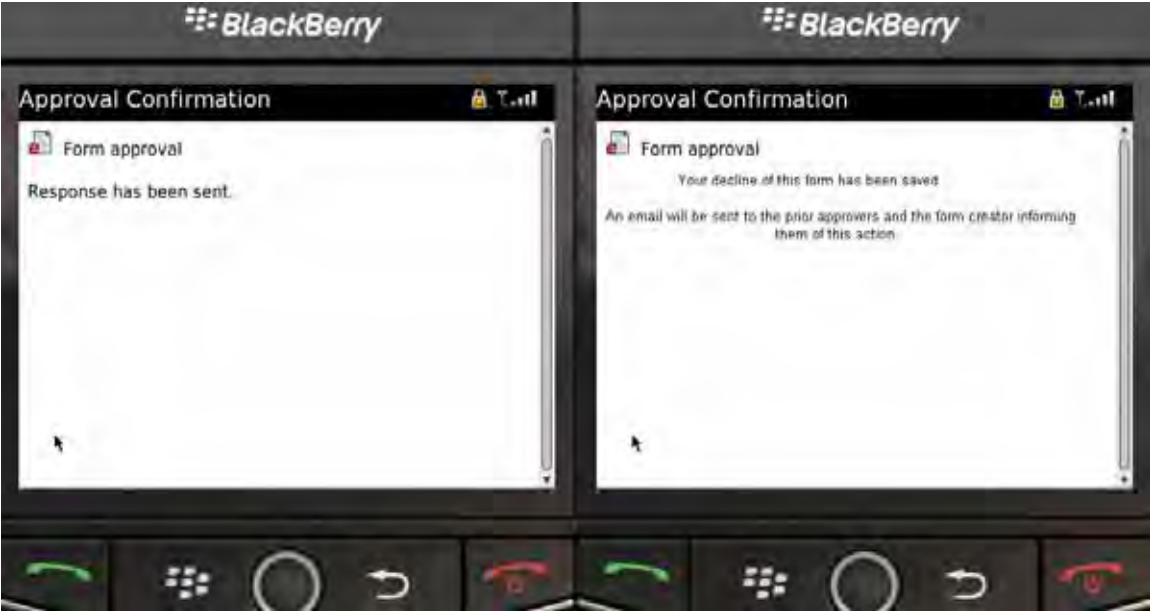 BlackBerry
Approval Confirmation
Form approval
Response has been sent.
BlackBerry
Approval Confirmation
Form approval
Your decline of this form has been saved
An email will be sent to the prior approvers and the form creator informing
them of this action.